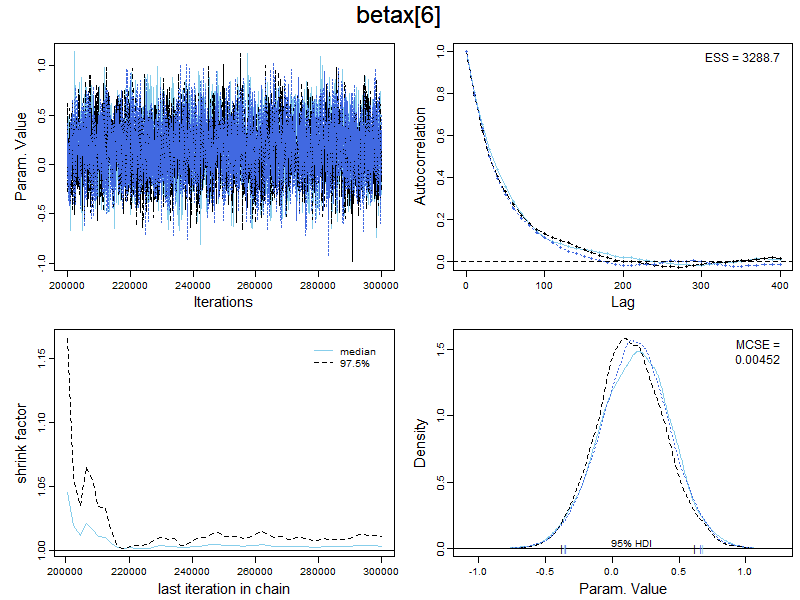 betax[6]
Param. Value
1.0
0.5
0.0
-0.5
-1.0
200000 220000 240000 260000 280000 300000
Iterations
Autocorrelation
1.0
0.8
0.6
0.4
0.2
0.0
ESS = 3288.7
0 100 200 300 400
Lag
shrink factor
1.15
1.10
1.05
1.00
median
97.5%
200000 220000 240000 260000 280000 300000
last iteration in chain
Density
1.5
1.0
0.5
0.0
MCSE =
0.00452
95% HDI
-1.0 -0.5 0.0 0.5 1.0
Param. Value